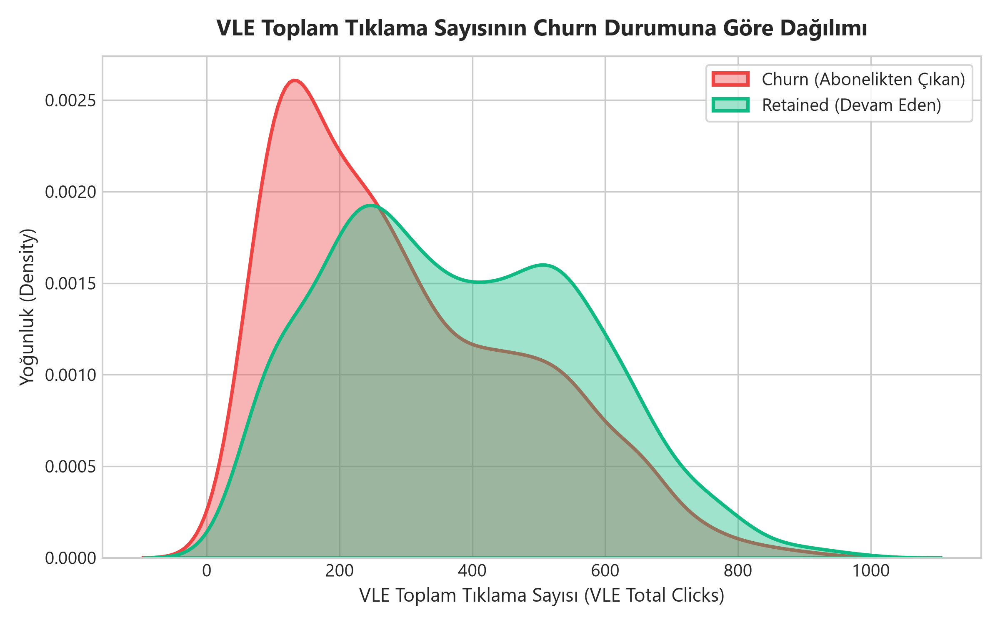 VLE Toplam Tıklama Sayısının Churn Durumuna Göre Dağılımı
Churn (Abonelikten Çıkan)
Retained (Devam Eden)
Yoğunluk (Density)
0.0025
0.0020
0.0015
0.0010
0.0005
0.0000
0 200 400 600 800 1000
VLE Toplam Tıklama Sayısı (VLE Total Clicks)